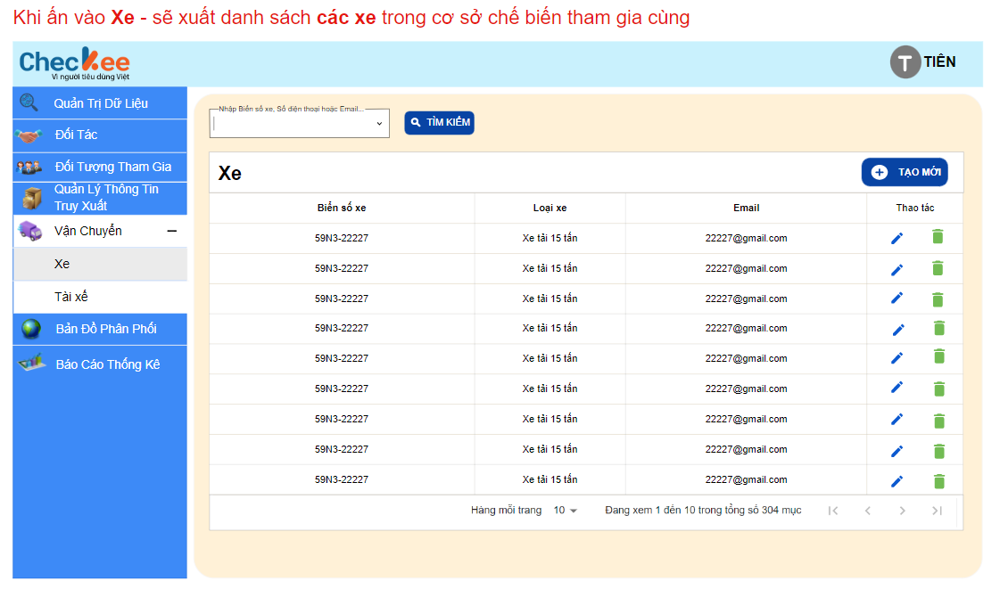 Khi ấn vào Xe - sẽ xuất danh sách các xe trong cơ sở chế biến tham gia cùng
Checkee
Vì người tiêu dùng Việt
T TIÊN
Quản Trị Dữ Liệu
Đối Tác
Đối Tượng Tham Gia
Quản Lý Thông Tin
Truy Xuất
Vận Chuyển
Xe
Tài xế
Bản Đồ Phân Phối
Báo Cáo Thống Kê
Nhập Biển số xe, Số điện thoại hoặc Email...
TÌM KIẾM
Xe
TẠO MỚI
Biển số xe Loại xe Email Thao tác
59N3-22227 Xe tải 15 tấn 22227@gmail.com
59N3-22227 Xe tải 15 tấn 22227@gmail.com
59N3-22227 Xe tải 15 tấn 22227@gmail.com
59N3-22227 Xe tải 15 tấn 22227@gmail.com
59N3-22227 Xe tải 15 tấn 22227@gmail.com
59N3-22227 Xe tải 15 tấn 22227@gmail.com
59N3-22227 Xe tải 15 tấn 22227@gmail.com
59N3-22227 Xe tải 15 tấn 22227@gmail.com
59N3-22227 Xe tải 15 tấn 22227@gmail.com
Hàng mỗi trang 10 Đang xem 1 đến 10 trong tổng số 304 mục